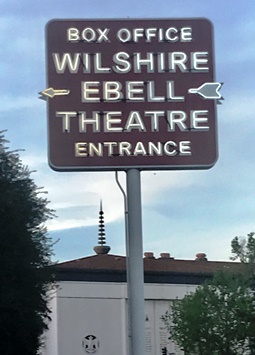 BOX OFFICE
WILSHIRE
EBELL
THEATRE
ENTRANCE